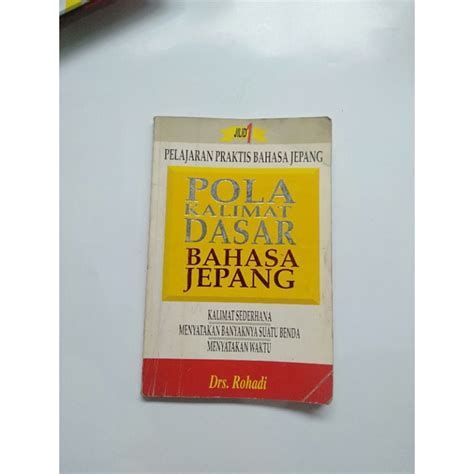 JILID 1
PELAJARAN PRAKTIS BAHASA JEPANG
POLA
KALIMAT
DASAR
BAHASA
JEPANG
KALIMAT SEDERHANA
MENYATAKAN BANYAKNYA SUATU BENDA
MENYATAKAN WAKTU
Drs. Rohadi